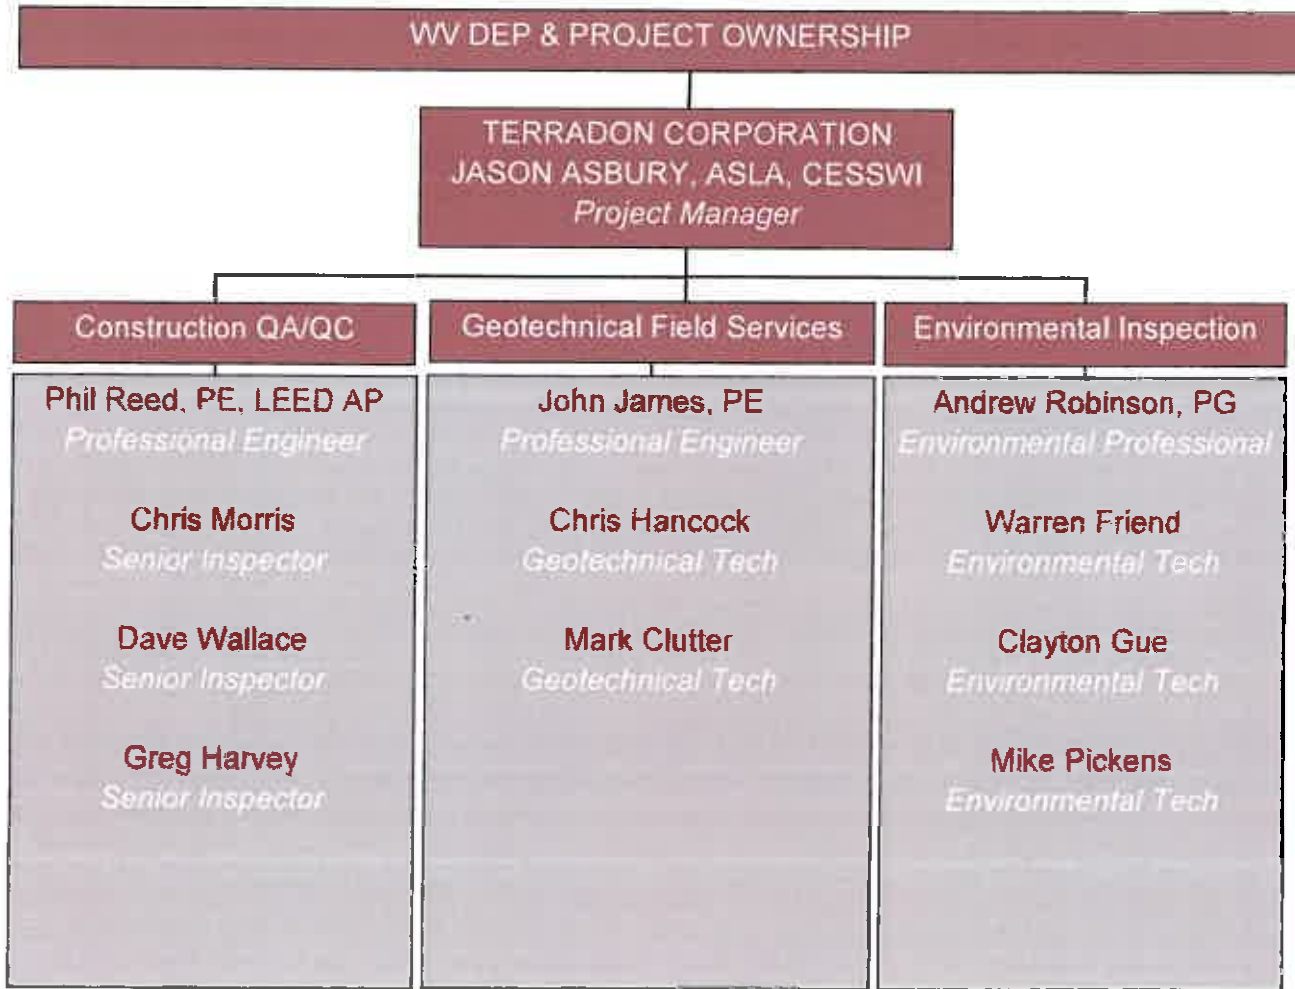 WV DEP & PROJECT OWNERSHIP
TERRADON CORPORATION
JASON ASBURY, ASLA, CESSWI
Project Manager
Construction QA/QC
Phil Reed, PE, LEED AP
Professional Engineer
Chris Morris
Senior Inspector
Dave Wallace
Senior Inspector
Greg Harvey
Senior Inspector
Geotechnical Field Services
John James, PE
Professional Engineer
Chris Hancock
Geotechnical Tech
Mark Clutter
Geotechnical Tech
Environmental Inspection
Andrew Robinson, PG
Environmental Professional
Warren Friend
Environmental Tech
Clayton Gue
Environmental Tech
Mike Pickens
Environmental Tech